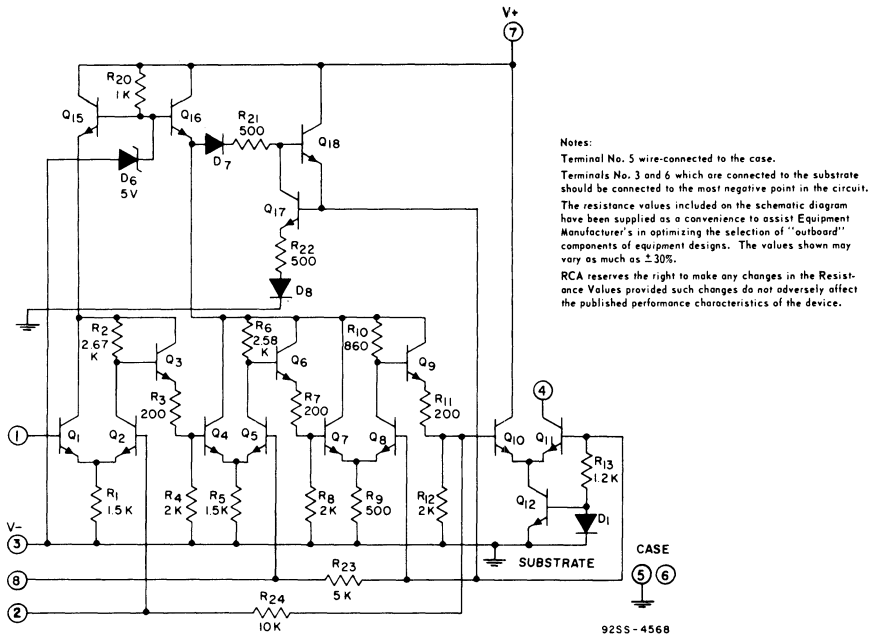 V+
7
R20
1K
Q15
Q16
R21
500
D7
Q18
D6
5V
Q17
R22
500
D8
R2
2.67
K
Q3
R3
200
R6
2.58
K
Q6
R7
200
R10
860
Q9
R11
200
4
1
Q1
Q2
Q4
Q5
Q7
Q8
Q10
Q11
R13
1.2K
R1
1.5K
R4
2K
R5
1.5K
R8
2K
R9
500
R12
2K
Q12
D1
V-
3
SUBSTRATE
CASE
5 6
8
R23
5K
2
R24
10K
92SS-4568
Notes:
Terminal No. 5 wire-connected to the case.
Terminals No. 3 and 6 which are connected to the substrate
should be connected to the most negative point in the circuit.
The resistance values included on the schematic diagram
have been supplied as a convenience to assist Equipment
Manufacturer's in optimizing the selection of "outboard"
components of equipment designs. The values shown may
vary as much as ±30%.
RCA reserves the right to make any changes in the Resist-
ance Values provided such changes do not adversely affect
the published performance characteristics of the device.